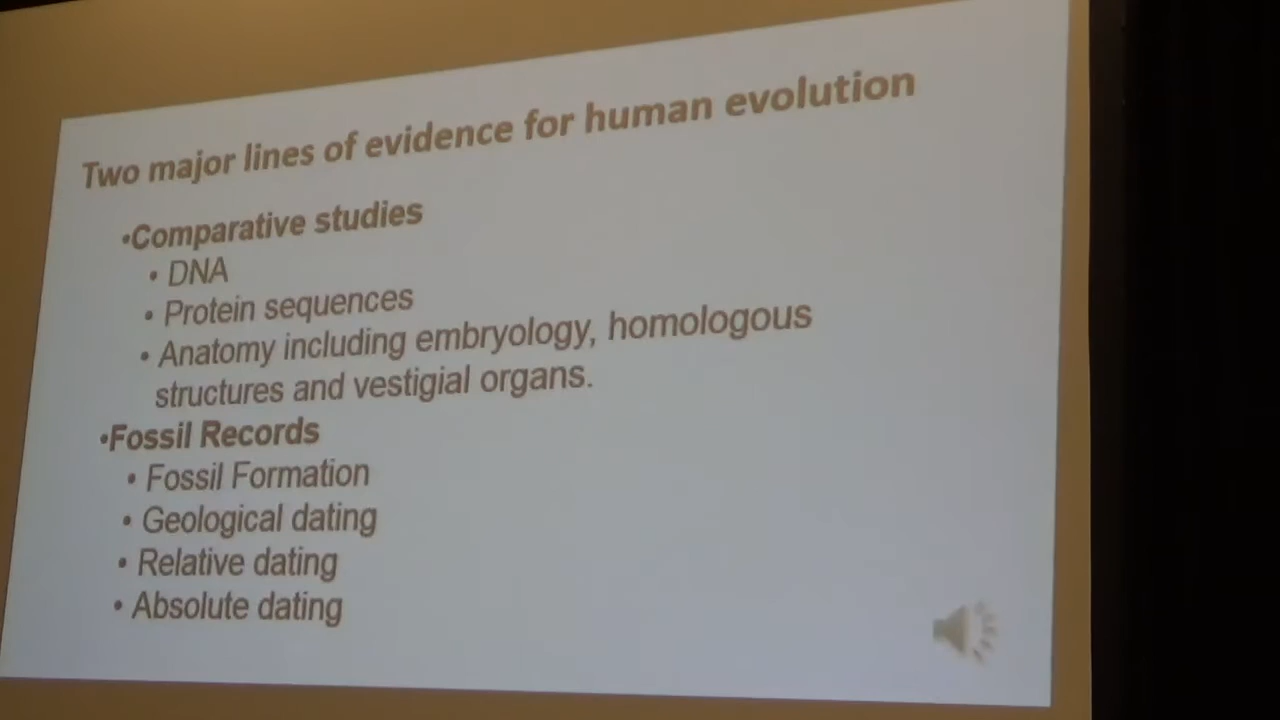 Two major lines of evidence for human evolution
•Comparative studies
• DNA
• Protein sequences
• Anatomy including embryology, homologous
structures and vestigial organs.
•Fossil Records
• Fossil Formation
• Geological dating
• Relative dating
• Absolute dating